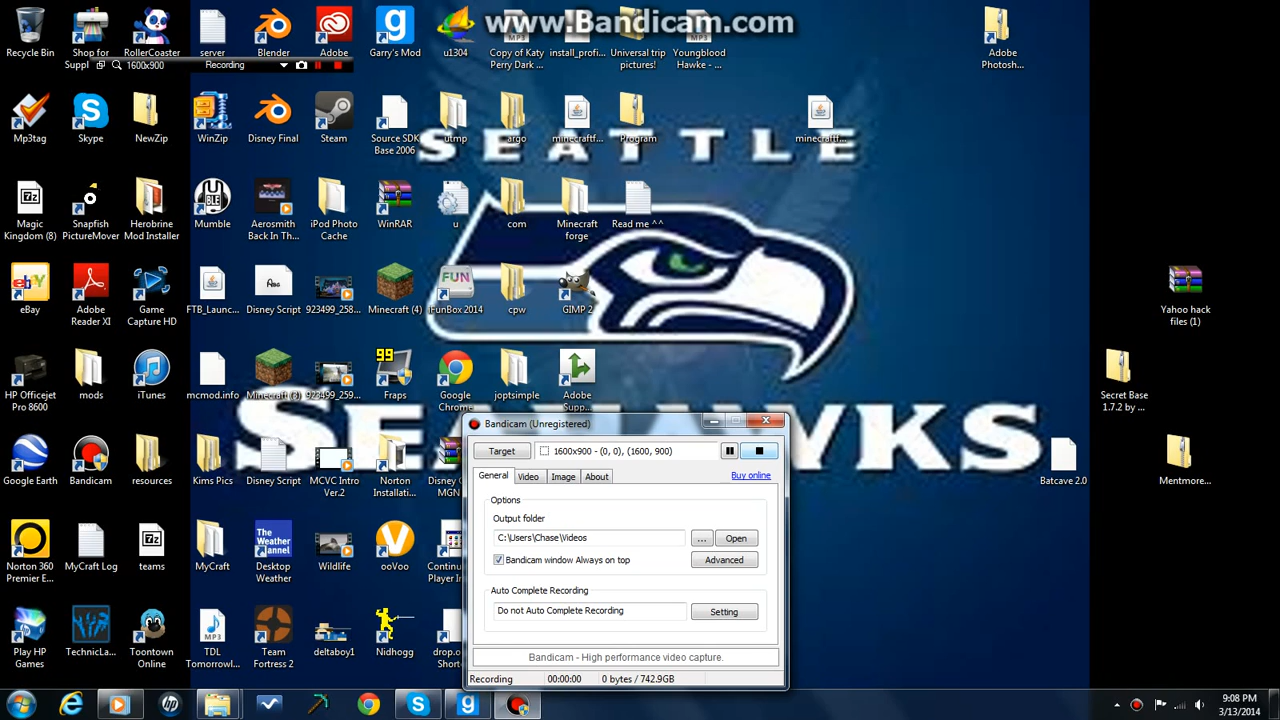 www.Bandicam.com
Recycle Bin
Shop for
Suppl
RollerCoaster
server
Blender
Adobe
Garry's Mod
u1304
Copy of Katy
Perry Dark ...
install_profi...
Universal trip
pictures!
Youngblood
Hawke - ...
Adobe
Photosh...
1600x900
Recording
Mp3tag
Skype
NewZip
WinZip
Disney Final
Steam
Source SDK
Base 2006
utmp
argo
minecraftf...
Program
minecraftf...
SEATTLE
Magic
Kingdom (8)
Snapfish
PictureMover
Herobrine
Mod Installer
Mumble
Aerosmith
Back In Th...
iPod Photo
Cache
WinRAR
u
com
Minecraft
forge
Read me ^^
eBay
Adobe
Reader XI
Game
Capture HD
FTB_Launc...
Disney Script
923499_258...
Minecraft (4)
FUN
iFunBox 2014
cpw
GIMP 2
Yahoo hack
files (1)
HP Officejet
Pro 8600
mods
iTunes
mcmod.info
Minecraft (3)
923499_259...
99
Fraps
Google
Chrome
joptsimple
Adobe
Supp...
Secret Base
1.7.2 by ...
SEAHAWKS
Google Earth
Bandicam
resources
Kims Pics
Disney Script
MCVC Intro
Ver.2
Norton
Installati...
Disney
MGN
Batcave 2.0
Mentmore...
Norton 360
Premier E...
MyCraft Log
teams
MyCraft
The
Weather
Channel
Desktop
Weather
Wildlife
ooVoo
Continu
Player In
Play HP
Games
TechnicLa...
Toontown
Online
MP3
TDL
Tomorrowl...
Team
Fortress 2
deltaboy1
Nidhogg
drop.o
Short
Bandicam (Unregistered)
Target
1600x900 - (0, 0), (1600, 900)
General
Video
Image
About
Buy online
Options
Output folder
C:\Users\Chase\Videos
...
Open
Bandicam window Always on top
Advanced
Auto Complete Recording
Do not Auto Complete Recording
Setting
Bandicam - High performance video capture.
Recording
00:00:00
0 bytes / 742.9GB
9:08 PM
3/13/2014